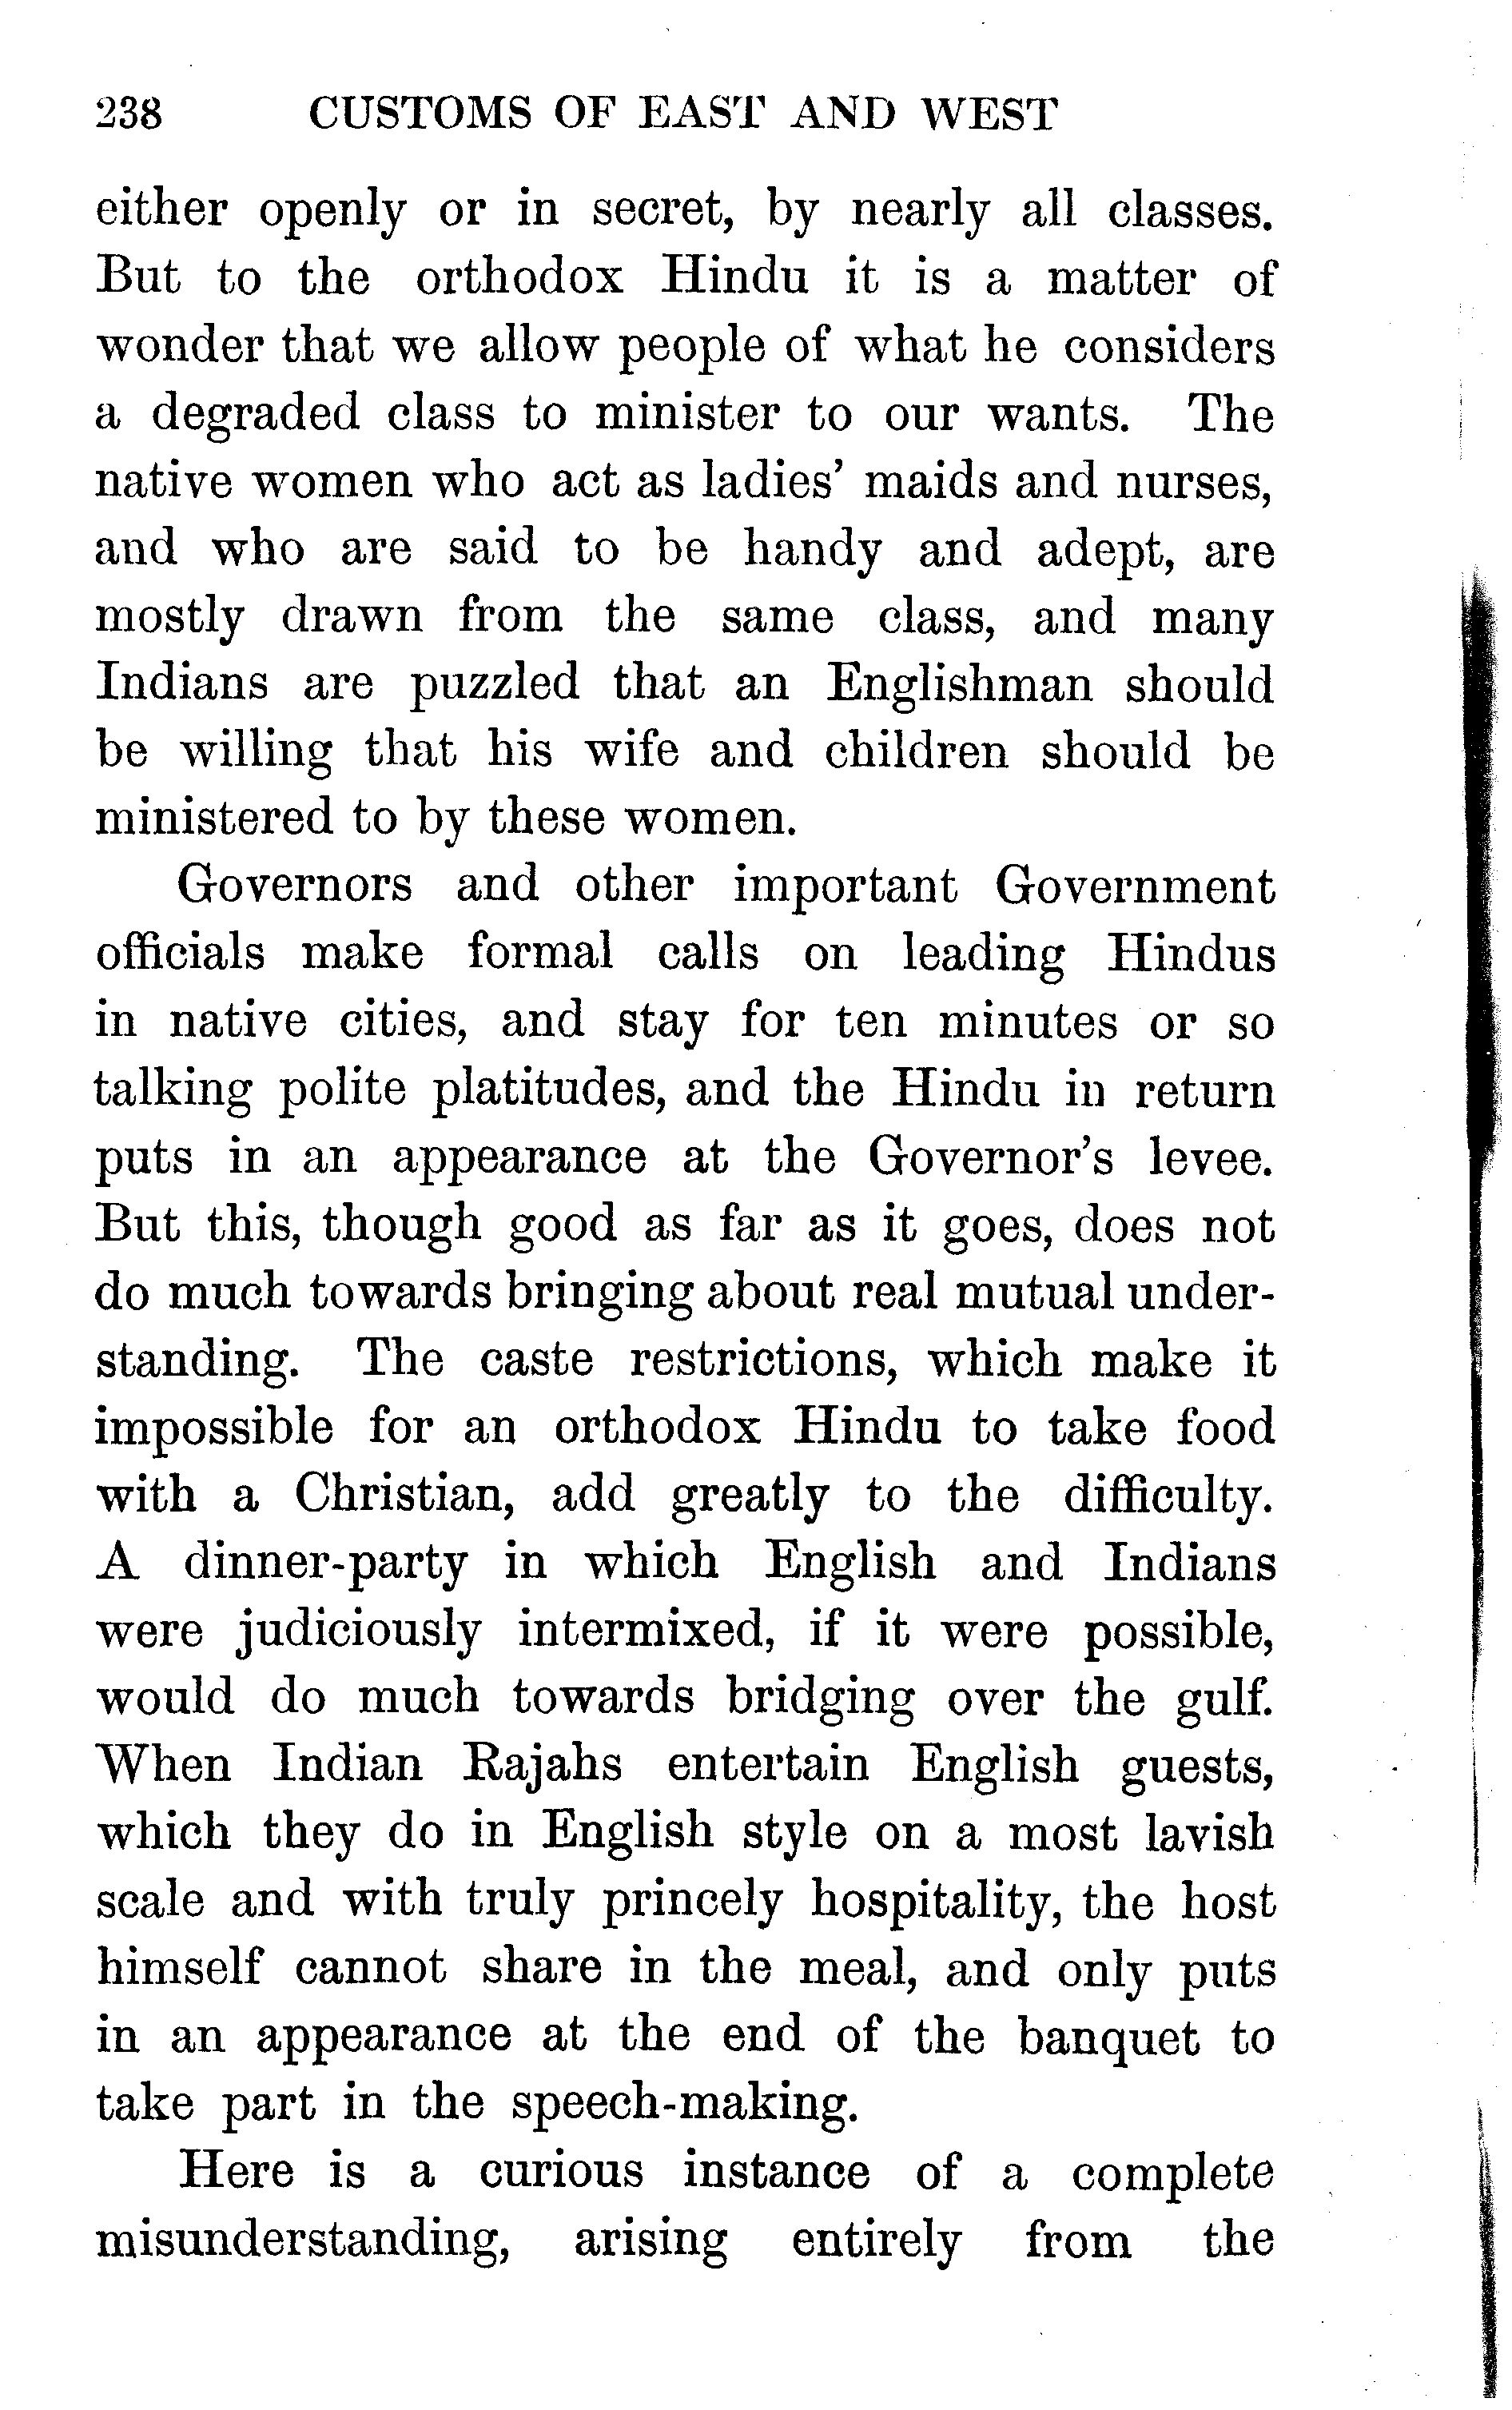 238 CUSTOMS OF EAST AND WEST
either openly or in secret, by nearly all classes.
But to the orthodox Hindu it is a matter of
wonder that we allow people of what he considers
a degraded class to minister to our wants. The
native women who act as ladies’ maids and nurses,
and who are said to be handy and adept, are
mostly drawn from the same class, and many
Indians are puzzled that an Englishman should
be willing that his wife and children should be
ministered to by these women.
Governors and other important Government
officials make formal calls on leading Hindus
in native cities, and stay for ten minutes or so
talking polite platitudes, and the Hindu in return
puts in an appearance at the Governor’s levee.
But this, though good as far as it goes, does not
do much towards bringing about real mutual under-
standing. The caste restrictions, which make it
impossible for an orthodox Hindu to take food
with a Christian, add greatly to the difficulty.
A dinner-party in which English and Indians
were judiciously intermixed, if it were possible,
would do much towards bridging over the gulf.
When Indian Rajahs entertain English guests,
which they do in English style on a most lavish
scale and with truly princely hospitality, the host
himself cannot share in the meal, and only puts
in an appearance at the end of the banquet to
take part in the speech-making.
Here is a curious instance of a complete
misunderstanding, arising entirely from the